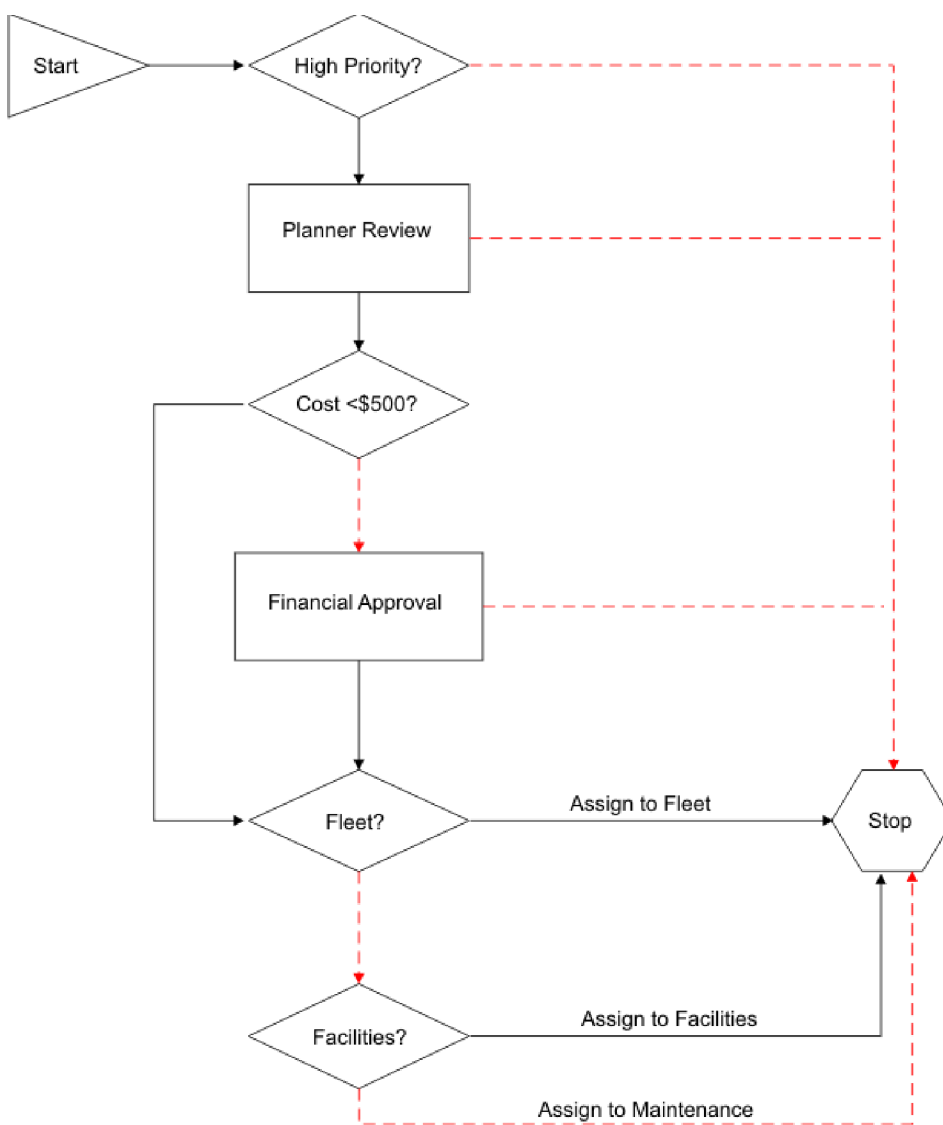 Start
High Priority?
Planner Review
Cost <$500?
Financial Approval
Fleet?
Assign to Fleet
Stop
Facilities?
Assign to Facilities
Assign to Maintenance